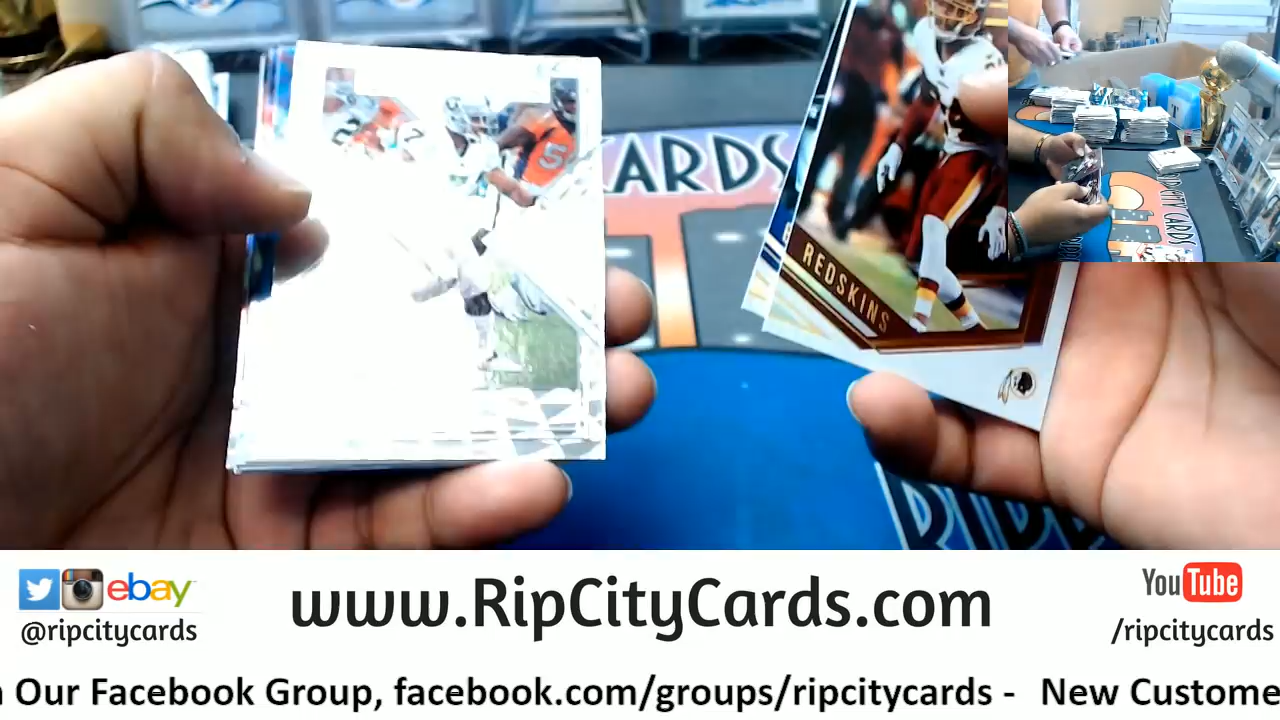 CARDS
REDSKINS
ebay
www.RipCityCards.com
YouTube
@ripcitycards
/ripcitycards
Our Facebook Group, facebook.com/groups/ripcitycards - New Custome